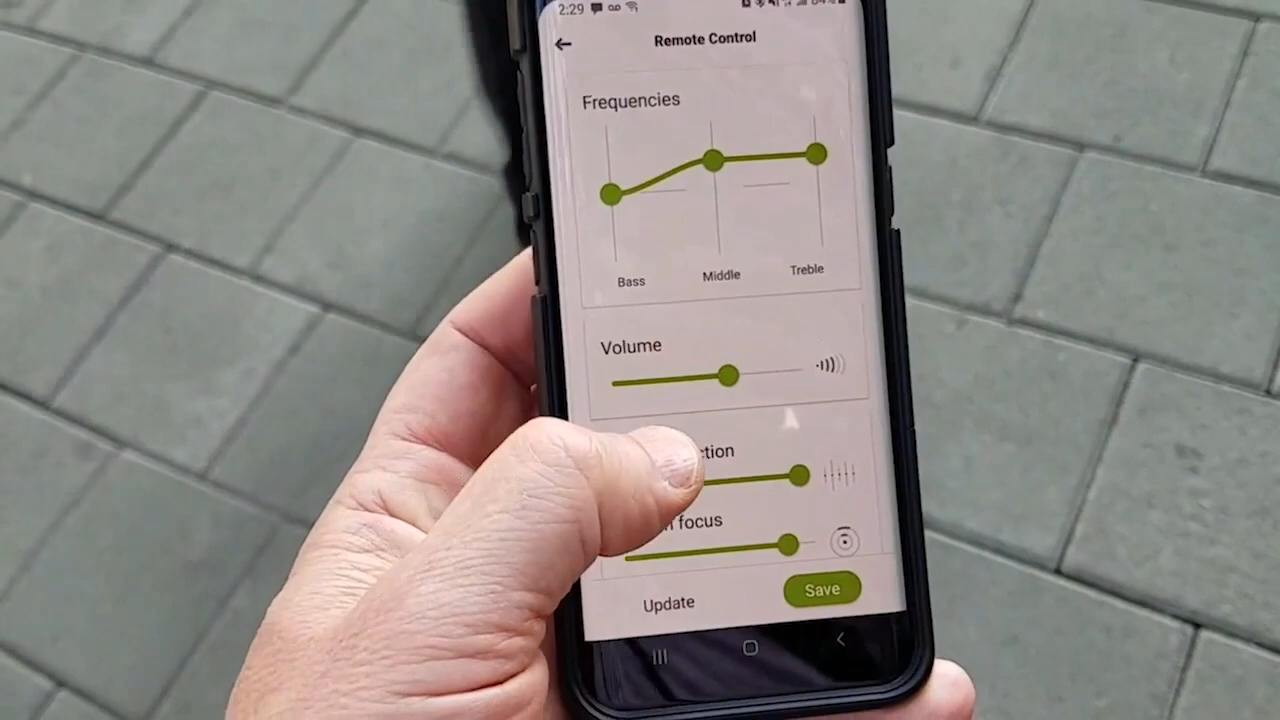 2:29
Remote Control
Frequencies
Bass Middle Treble
Volume
ction
focus
Update Save